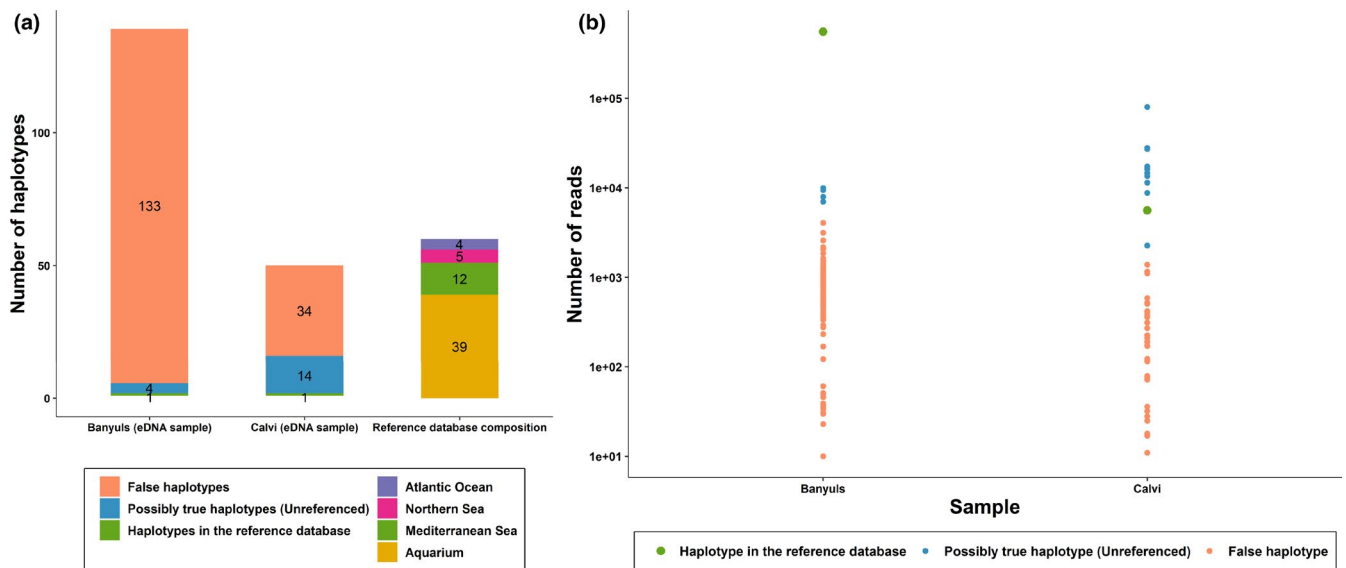 (a)
Number of haplotypes
100
50
0
133
4
1
34
14
1
4
5
12
39
Banyuls (eDNA sample)
Calvi (eDNA sample)
Reference database composition
False haplotypes
Possibly true haplotypes (Unreferenced)
Haplotypes in the reference database
Atlantic Ocean
Northern Sea
Mediterranean Sea
Aquarium
(b)
Number of reads
1e+05
1e+04
1e+03
1e+02
1e+01
Banyuls
Calvi
Sample
Haplotype in the reference database
Possibly true haplotype (Unreferenced)
False haplotype